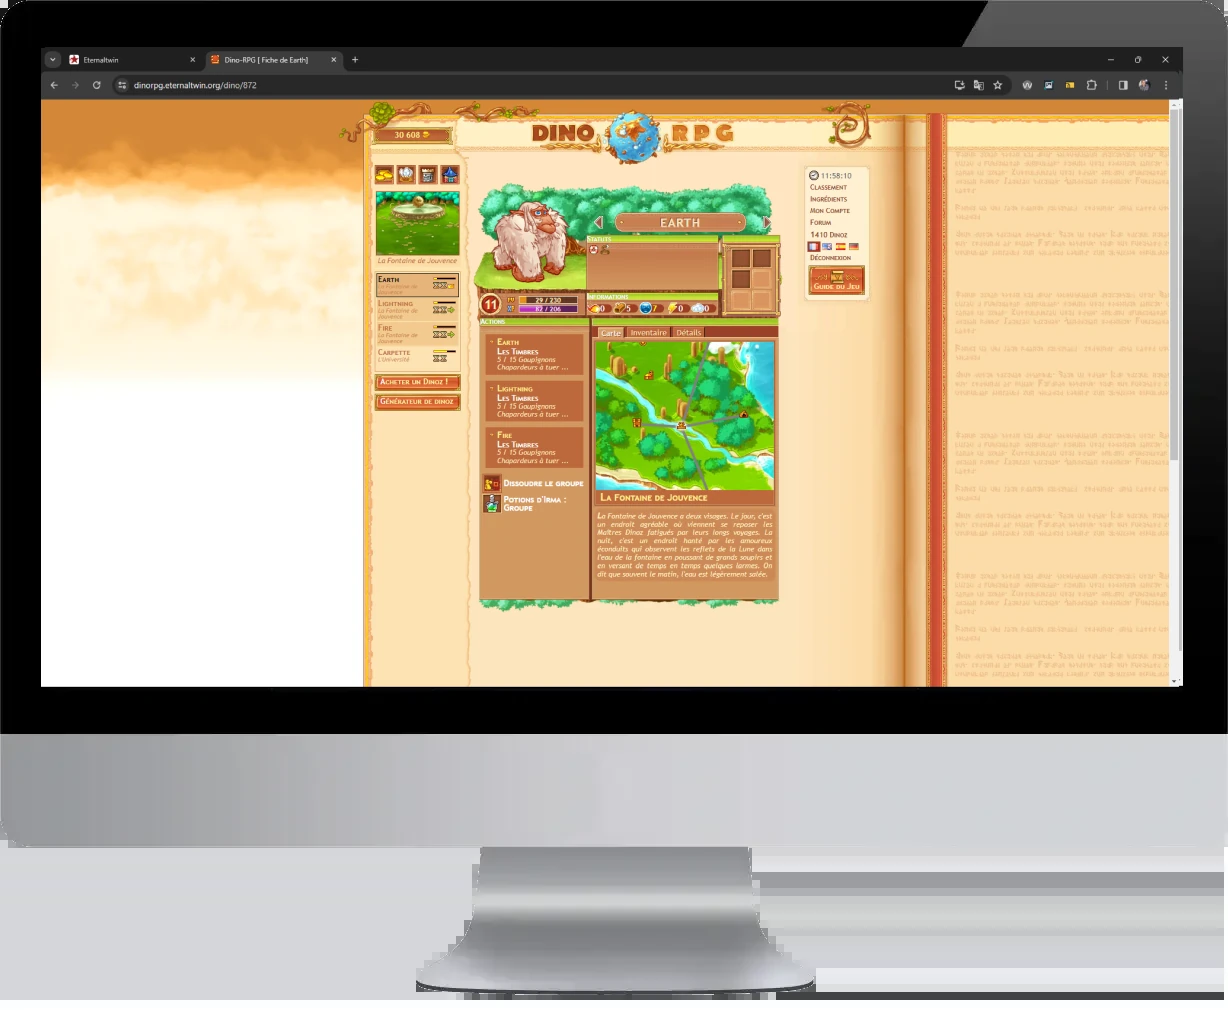 Eternaltwin
Dino-RPG [ Fiche de Earth]
dinorpg.eternaltwin.org/dino/872
30 608
DINO RPG
La Fontaine de Jouvence
Earth
La Fontaine de Jouvence
Lightning
La Fontaine de Jouvence
Fire
La Fontaine de Jouvence
Carpette
L'Université
Acheter un Dinoz !
Générateur de dinoz
EARTH
Statuts
11
29 / 230
82 / 206
Informations
0 5 7 0 0
Actions
Earth
Les Timbres
5 / 15 Goupignons
Chapardeurs à tuer ...
Lightning
Les Timbres
5 / 15 Goupignons
Chapardeurs à tuer ...
Fire
Les Timbres
5 / 15 Goupignons
Chapardeurs à tuer ...
Dissoudre le groupe
Potions d'Irma :
Groupe
Carte Inventaire Détails
La Fontaine de Jouvence
La Fontaine de Jouvence a deux visages. Le jour, c'est
un endroit agréable où viennent se reposer les
Maîtres Dinoz fatigués par leurs longs voyages. La
nuit, c'est un endroit hanté par les amoureux
éconduits qui observent les reflets de la Lune dans
l'eau de la fontaine en poussant de grands soupirs et
en versant de temps en temps quelques larmes. On
dit que souvent le matin, l'eau est légèrement salée.
11:58:10
Classement
Ingrédients
Mon Compte
Forum
1410 Dinoz
Déconnexion
Guide du Jeu